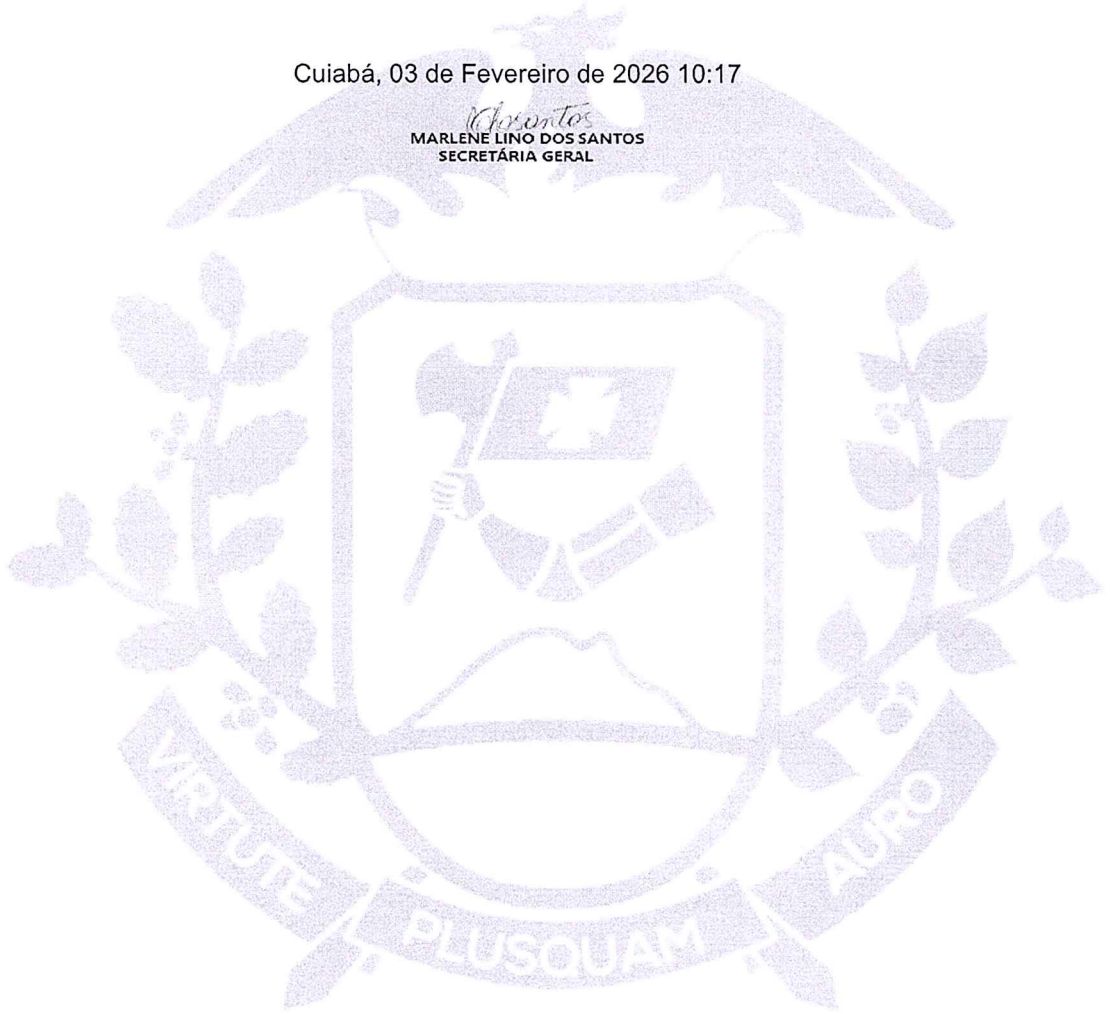 Cuiabá, 03 de Fevereiro de 2026 10:17
MARLENE LINO DOS SANTOS
SECRETÁRIA GERAL
VIRTUTE
PLUSQUAM
AURO